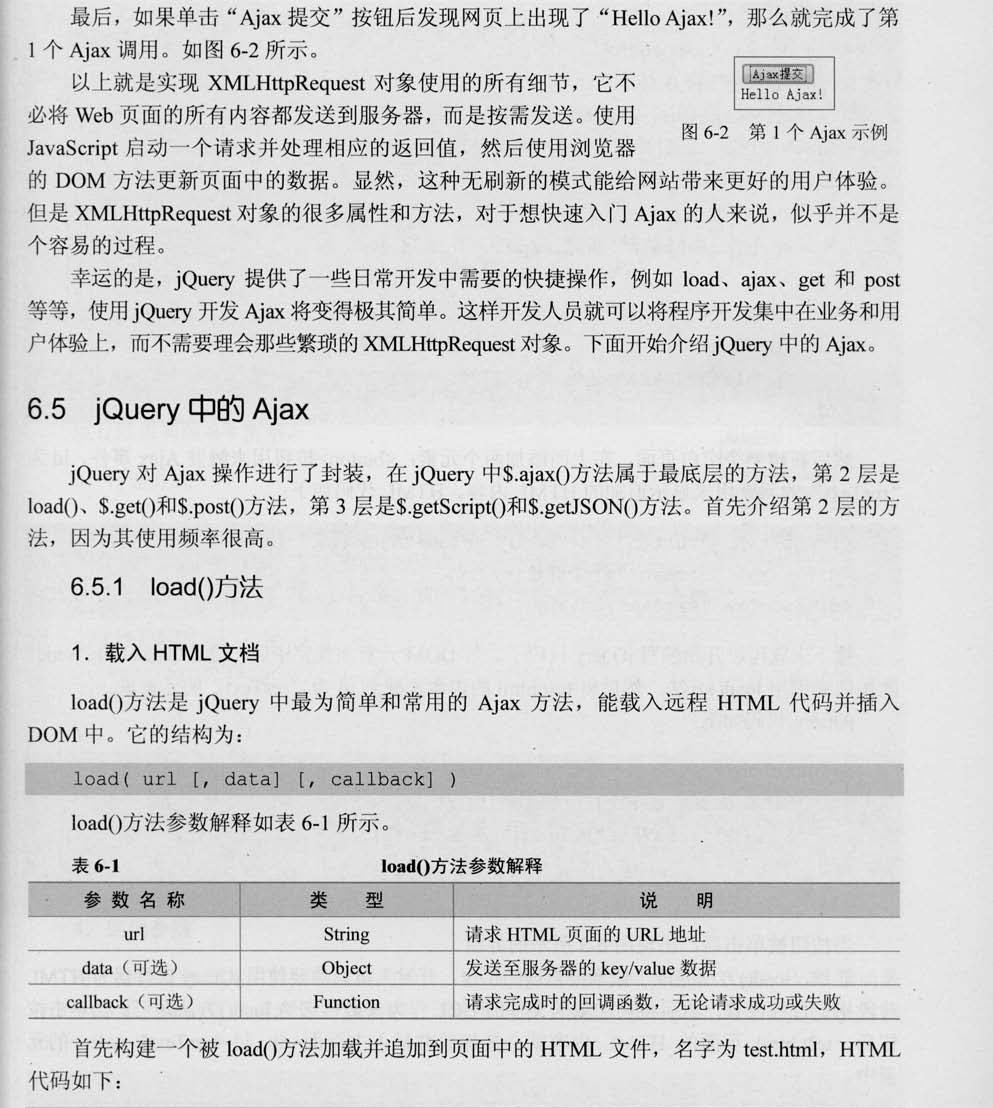 最后，如果单击“Ajax 提交”按钮后发现网页上出现了“Hello Ajax!”，那么就完成了第
1 个 Ajax 调用。如图 6-2 所示。
以上就是实现 XMLHttpRequest 对象使用的所有细节，它不
必将 Web 页面的所有内容都发送到服务器，而是按需发送。使用
JavaScript 启动一个请求并处理相应的返回值，然后使用浏览器
Ajax提交
Hello Ajax!
图 6-2 第 1 个 Ajax 示例
的 DOM 方法更新页面中的数据。显然，这种无刷新的模式能给网站带来更好的用户体验。
但是 XMLHttpRequest 对象的很多属性和方法，对于想快速入门 Ajax 的人来说，似乎并不是
个容易的过程。
幸运的是，jQuery 提供了一些日常开发中需要的快捷操作，例如 load、ajax、get 和 post
等等，使用 jQuery 开发 Ajax 将变得极其简单。这样开发人员就可以将程序开发集中在业务和用
户体验上，而不需要理会那些繁琐的 XMLHttpRequest 对象。下面开始介绍 jQuery 中的 Ajax。
6.5 jQuery 中的 Ajax
jQuery 对 Ajax 操作进行了封装，在 jQuery 中$.ajax()方法属于最底层的方法，第 2 层是
load()、$.get()和$.post()方法，第 3 层是$.getScript()和$.getJSON()方法。首先介绍第 2 层的方
法，因为其使用频率很高。
6.5.1 load()方法
1. 载入 HTML 文档
load()方法是 jQuery 中最为简单和常用的 Ajax 方法，能载入远程 HTML 代码并插入
DOM 中。它的结构为：
load( url [, data] [, callback] )
load()方法参数解释如表 6-1 所示。
表 6-1 load()方法参数解释
参 数 名 称 类 型 说 明
url String 请求 HTML 页面的 URL 地址
data（可选） Object 发送至服务器的 key/value 数据
callback（可选） Function 请求完成时的回调函数，无论请求成功或失败
首先构建一个被 load()方法加载并追加到页面中的 HTML 文件，名字为 test.html，HTML
代码如下：